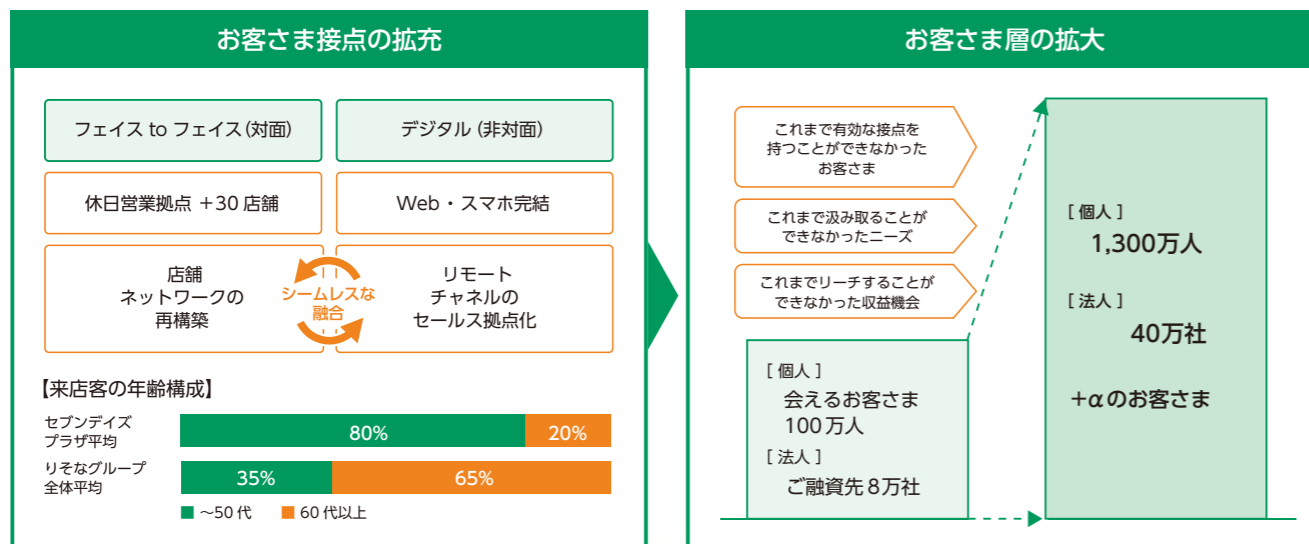 お客さま接点の拡充
フェイス to フェイス（対面）
デジタル（非対面）
休日営業拠点 ＋30 店舗
Web・スマホ完結
店舗
ネットワークの
再構築
シームレスな
融合
リモート
チャネルの
セールス拠点化
【来店客の年齢構成】
セブンデイズ
プラザ平均
80%
20%
りそなグループ
全体平均
35%
65%
～50 代
60 代以上
お客さま層の拡大
これまで有効な接点を
持つことができなかった
お客さま
これまで汲み取ることが
できなかったニーズ
これまでリーチすることが
できなかった収益機会
［ 個人 ］
会えるお客さま
100 万人
［ 法人 ］
ご融資先 8 万社
［ 個人 ］
1,300万人
［ 法人 ］
40万社
＋αのお客さま